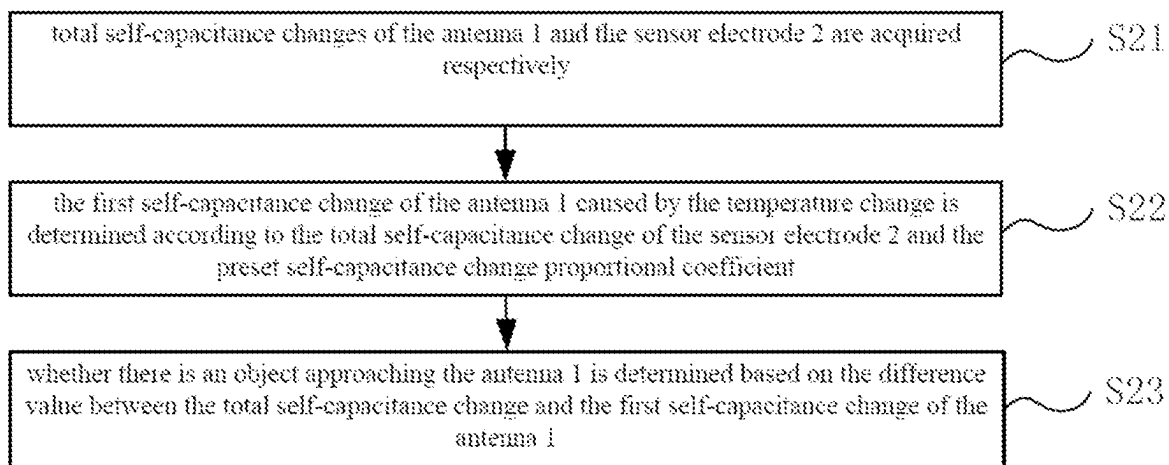 total self-capacitance changes of the antenna 1 and the sensor electrode 2 are acquired
respectively
S21
the first self-capacitance change of the antenna 1 caused by the temperature change is
determined according to the total self-capacitance change of the sensor electrode 2 and the
preset self-capacitance change proportional coefficient
S22
whether there is an object approaching the antenna 1 is determined based on the difference
value between the total self-capacitance change and the first self-capacitance change of the
antenna 1
S23